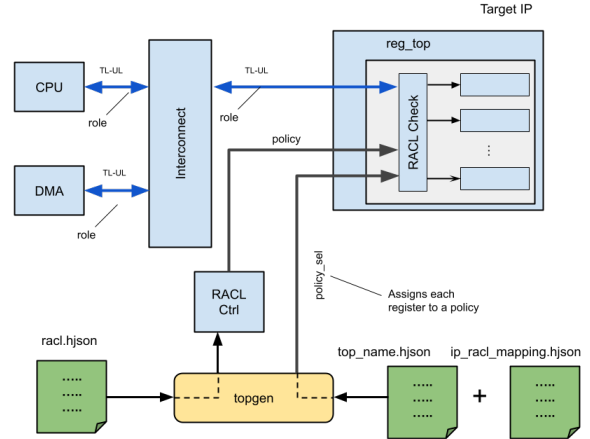 Target IP
reg_top
CPU
TL-UL
role
Interconnect
TL-UL
role
RACL Check
⋮
policy
DMA
TL-UL
role
RACL
Ctrl
policy_sel
Assigns each
register to a policy
racl.hjson
.....
.....
.....
topgen
top_name.hjson
.....
.....
.....
+
ip_racl_mapping.hjson
.....
.....
.....